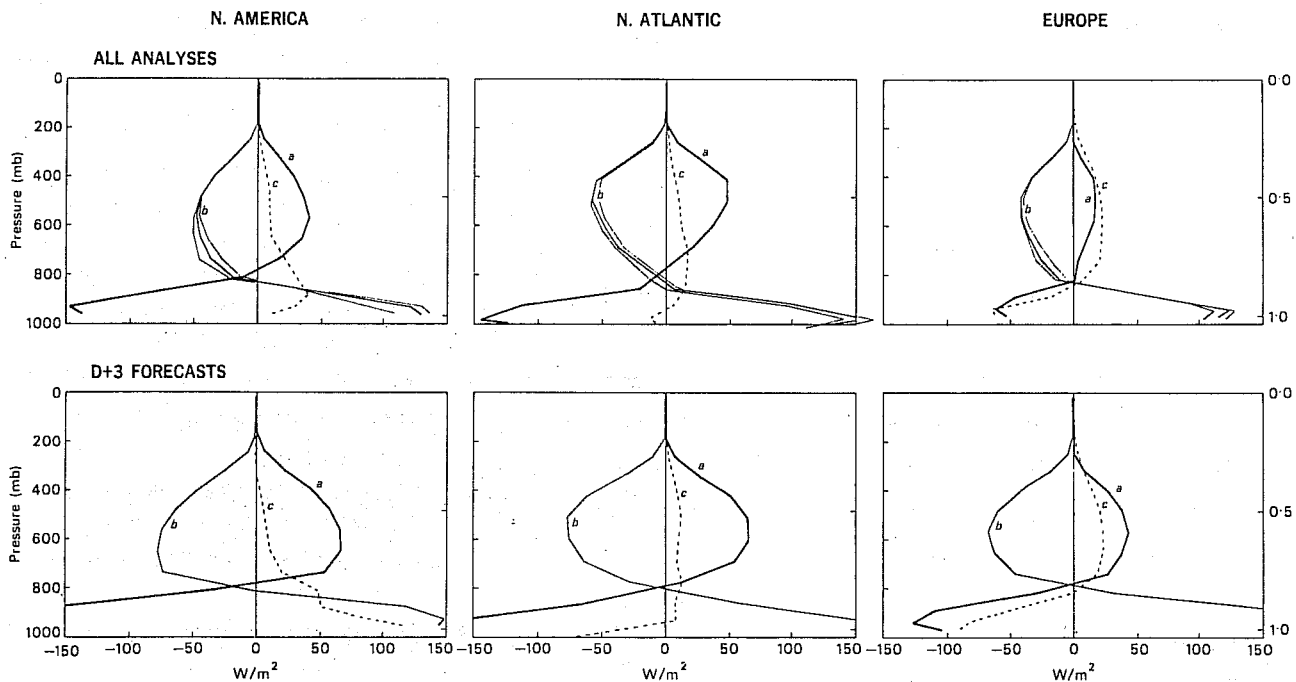 N. AMERICA N. ATLANTIC EUROPE
ALL ANALYSES
0 0·0
200
a
c c
400
b b b a 0·5
600
Pressure (mb)
800
1000 1·0
D+3 FORECASTS
0 0·0
200
a a a
400 c
c c
b b b 0·5
600
Pressure (mb)
800
1000 1·0
−150 −100 −50 0 50 100 150 −100 −50 0 50 100 −150 −100 −50 0 50 100 150
W/m² W/m² W/m²